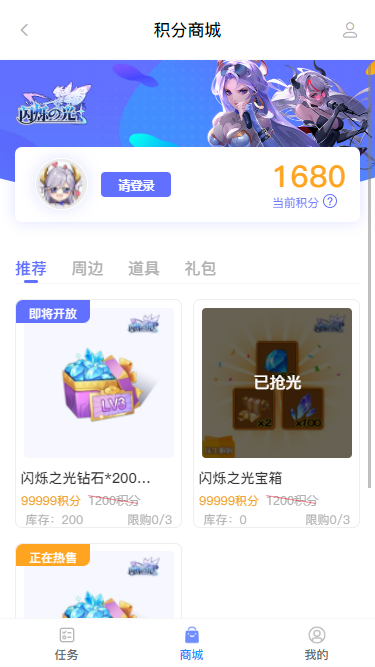 积分商城
闪烁の光
请登录
1680
当前积分 ?
推荐 周边 道具 礼包
即将开放
LV3
闪烁之光钻石*200...
99999积分 1200积分
库存：200 限购0/3
已抢光
×2 ×100
闪烁之光宝箱
99999积分 1200积分
库存：0 限购0/3
正在热售
任务 商城 我的